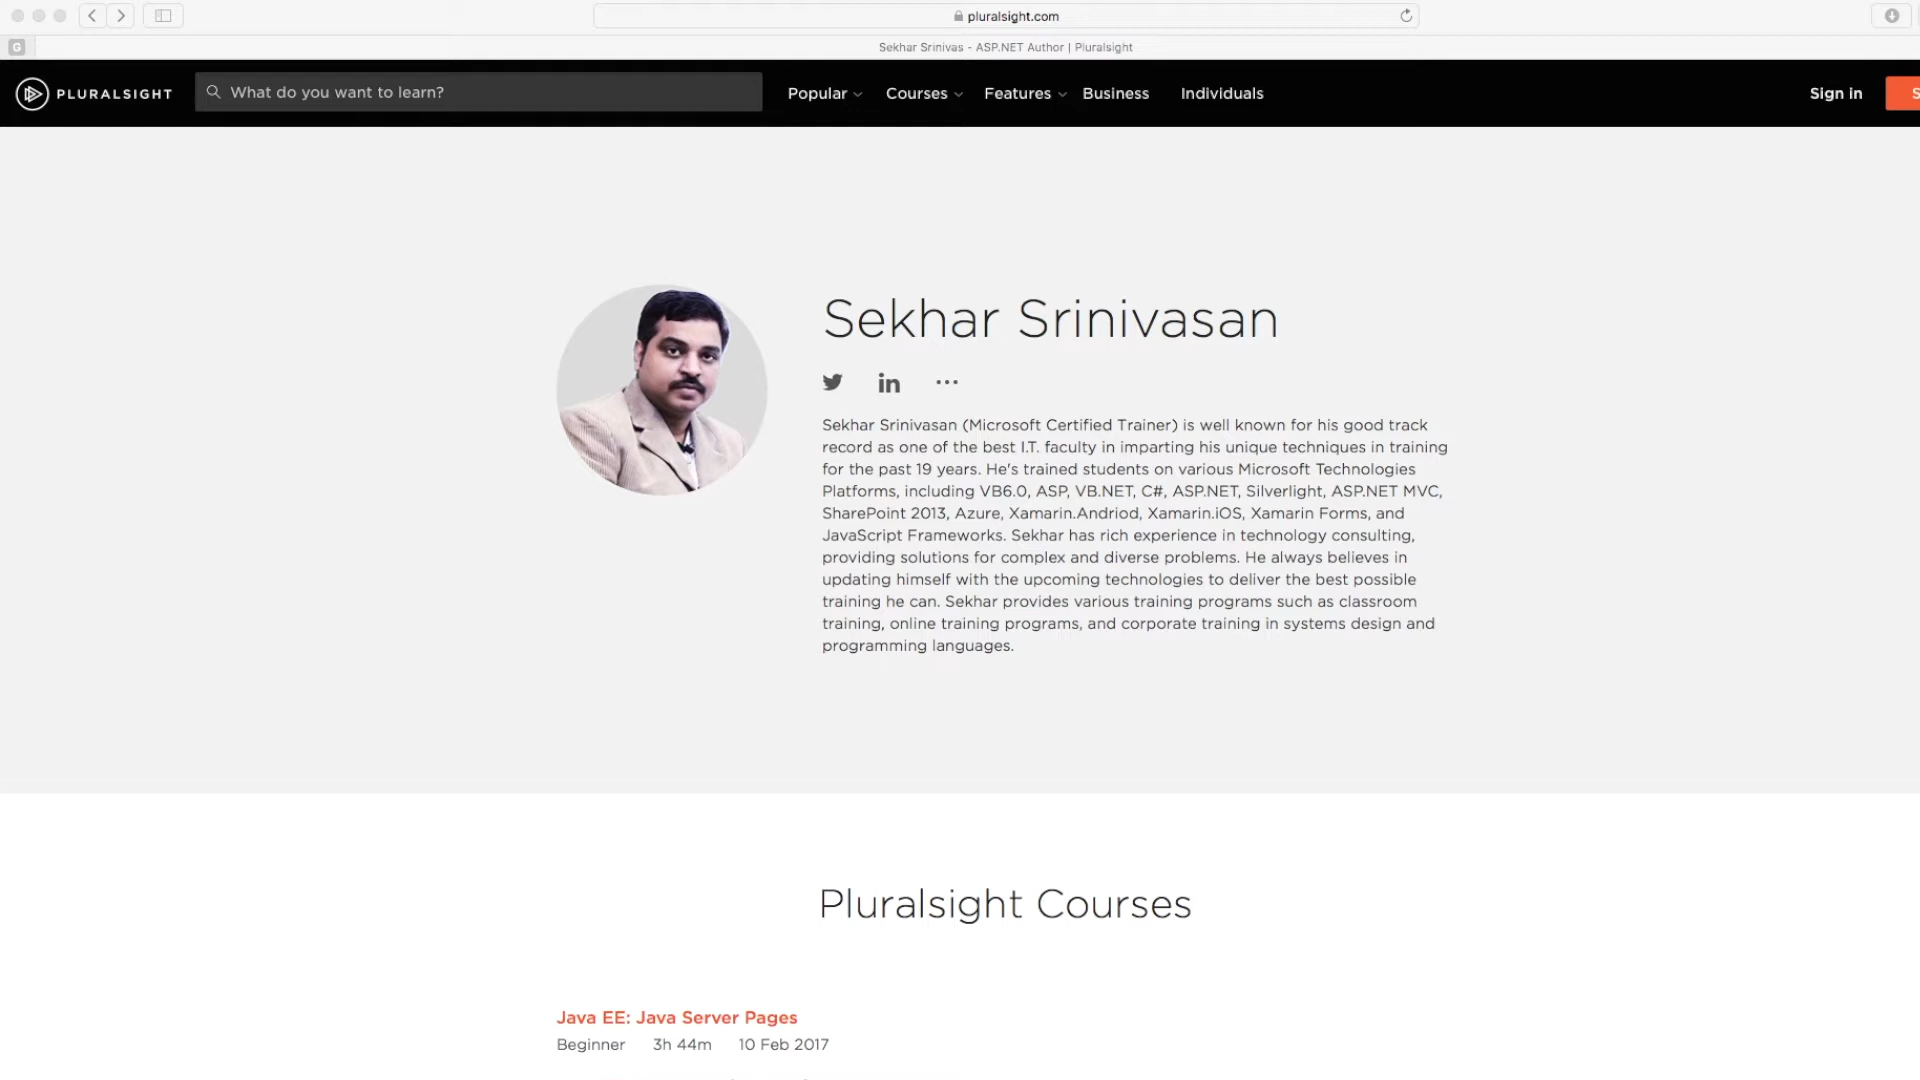 pluralsight.com
G
Sekhar Srinivas - ASP.NET Author | Pluralsight
PLURALSIGHT
What do you want to learn?
Popular
Courses
Features
Business
Individuals
Sign in
S
Sekhar Srinivasan
Sekhar Srinivasan (Microsoft Certified Trainer) is well known for his good track
record as one of the best I.T. faculty in imparting his unique techniques in training
for the past 19 years. He's trained students on various Microsoft Technologies
Platforms, including VB6.0, ASP, VB.NET, C#, ASP.NET, Silverlight, ASP.NET MVC,
SharePoint 2013, Azure, Xamarin.Andriod, Xamarin.iOS, Xamarin Forms, and
JavaScript Frameworks. Sekhar has rich experience in technology consulting,
providing solutions for complex and diverse problems. He always believes in
updating himself with the upcoming technologies to deliver the best possible
training he can. Sekhar provides various training programs such as classroom
training, online training programs, and corporate training in systems design and
programming languages.
Pluralsight Courses
Java EE: Java Server Pages
Beginner 3h 44m 10 Feb 2017